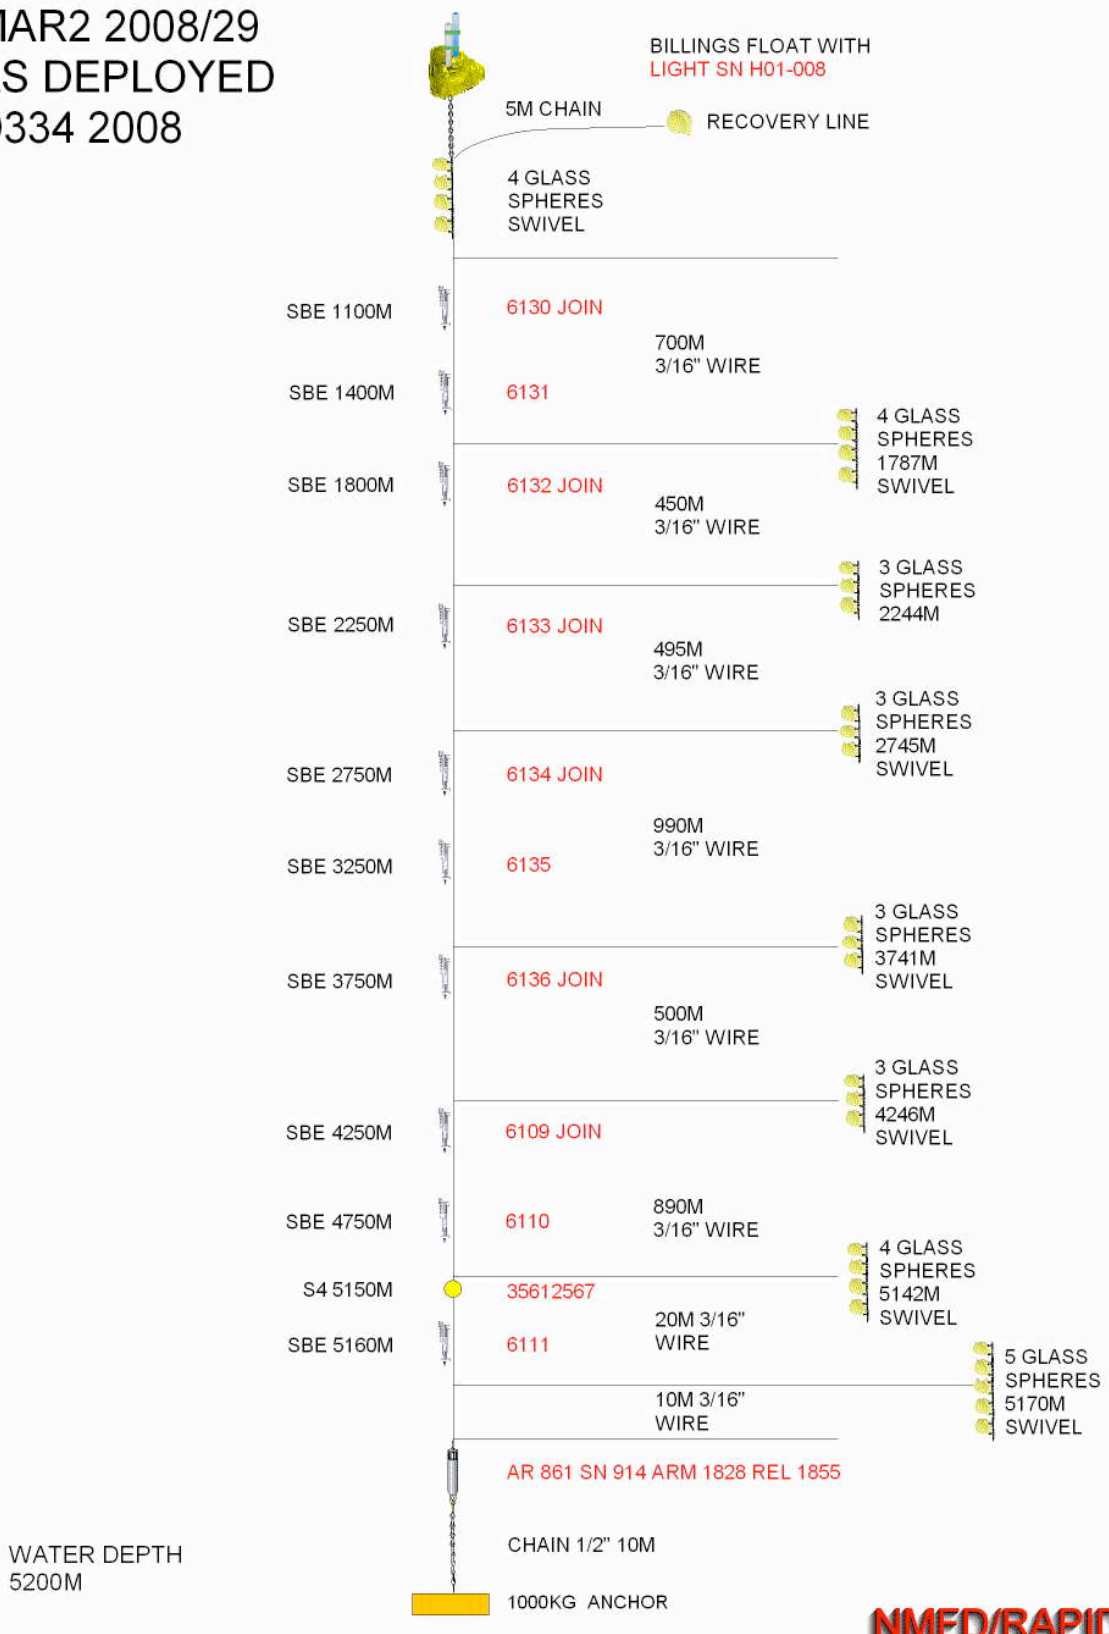 MAR2 2008/29
AS DEPLOYED
D334 2008
BILLINGS FLOAT WITH
LIGHT SN H01-008
5M CHAIN
RECOVERY LINE
4 GLASS
SPHERES
SWIVEL
SBE 1100M
6130 JOIN
700M
3/16" WIRE
SBE 1400M
6131
4 GLASS
SPHERES
1787M
SWIVEL
SBE 1800M
6132 JOIN
450M
3/16" WIRE
3 GLASS
SPHERES
2244M
SBE 2250M
6133 JOIN
495M
3/16" WIRE
3 GLASS
SPHERES
2745M
SWIVEL
SBE 2750M
6134 JOIN
990M
3/16" WIRE
SBE 3250M
6135
3 GLASS
SPHERES
3741M
SWIVEL
SBE 3750M
6136 JOIN
500M
3/16" WIRE
3 GLASS
SPHERES
4246M
SWIVEL
SBE 4250M
6109 JOIN
SBE 4750M
6110
890M
3/16" WIRE
4 GLASS
SPHERES
5142M
SWIVEL
S4 5150M
35612567
20M 3/16"
WIRE
SBE 5160M
6111
5 GLASS
SPHERES
5170M
SWIVEL
10M 3/16"
WIRE
AR 861 SN 914 ARM 1828 REL 1855
CHAIN 1/2" 10M
WATER DEPTH
5200M
1000KG ANCHOR
NMFD/RAPID